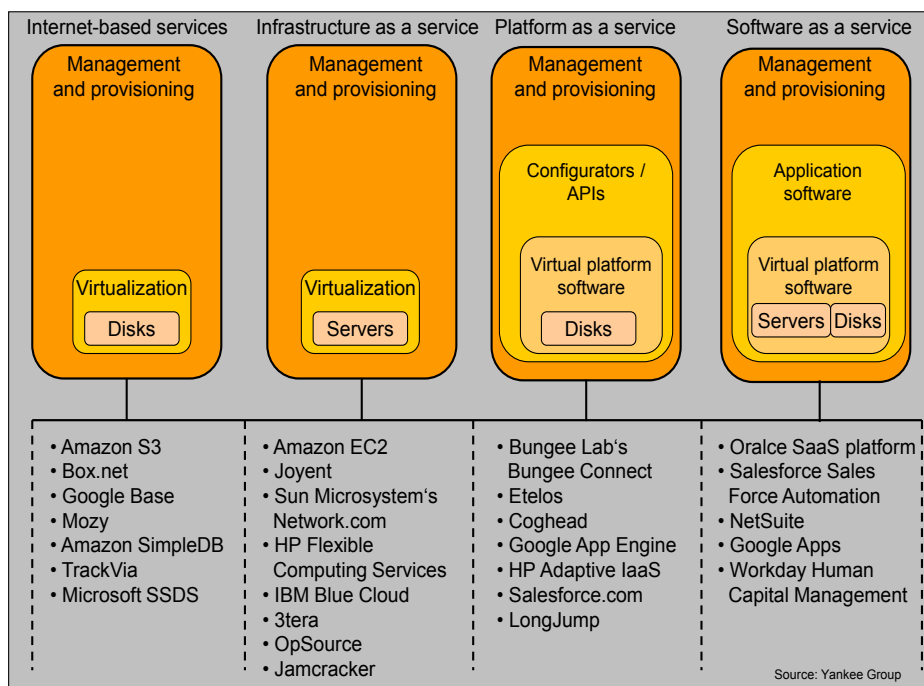 Internet-based services
Management
and provisioning
Virtualization
Disks
• Amazon S3
• Box.net
• Google Base
• Mozy
• Amazon SimpleDB
• TrackVia
• Microsoft SSDS
Infrastructure as a service
Management
and provisioning
Virtualization
Servers
• Amazon EC2
• Joyent
• Sun Microsystem‘s
Network.com
• HP Flexible
Computing Services
• IBM Blue Cloud
• 3tera
• OpSource
• Jamcracker
Platform as a service
Management
and provisioning
Configurators /
APIs
Virtual platform
software
Disks
• Bungee Lab‘s
Bungee Connect
• Etelos
• Coghead
• Google App Engine
• HP Adaptive IaaS
• Salesforce.com
• LongJump
Software as a service
Management
and provisioning
Application
software
Virtual platform
software
Servers Disks
• Oralce SaaS platform
• Salesforce Sales
Force Automation
• NetSuite
• Google Apps
• Workday Human
Capital Management
Source: Yankee Group